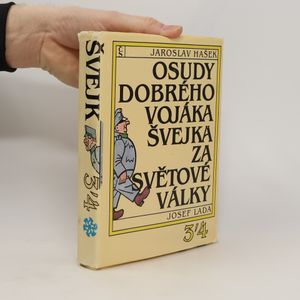 JAROSLAV HAŠEK
OSUDY
DOBRÉHO
VOJÁKA
ŠVEJKA
ZA
SVĚTOVÉ
VÁLKY
JOSEF LADA
3/4
ŠVEJK
3/4